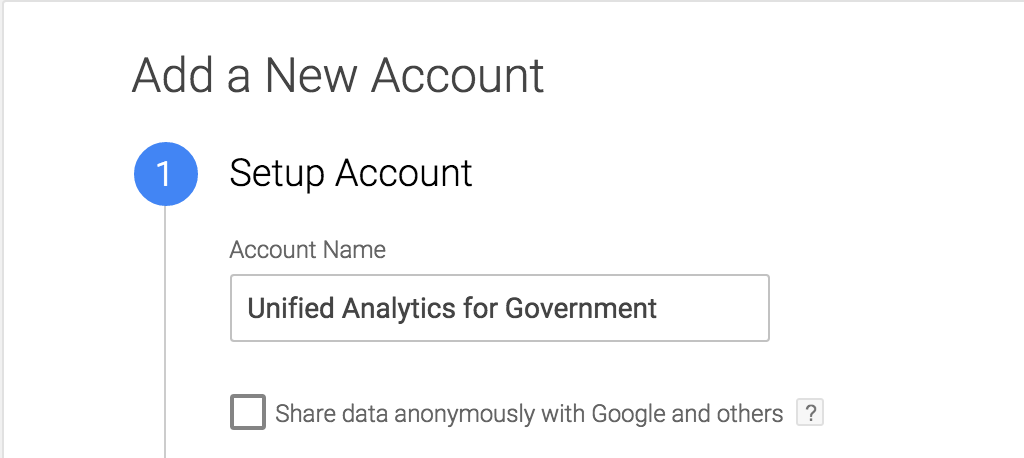 Add a New Account
1 Setup Account
Account Name
Unified Analytics for Government
Share data anonymously with Google and others ?